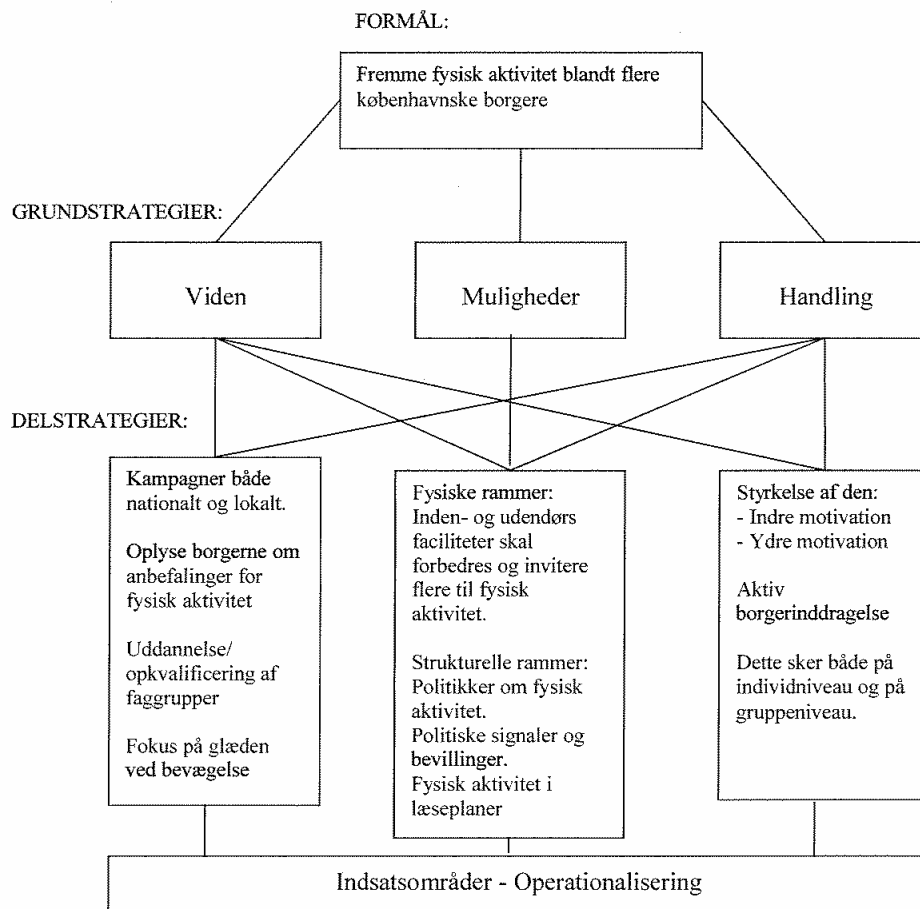 FORMÅL:
Fremme fysisk aktivitet blandt flere
københavnske borgere
GRUNDSTRATEGIER:
Viden
Muligheder
Handling
DELSTRATEGIER:
Kampagner både
nationalt og lokalt.
Oplyse borgerne om
anbefalinger for
fysisk aktivitet
Uddannelse/
opkvalificering af
faggrupper
Fokus på glæden
ved bevægelse
Fysiske rammer:
Inden- og udendørs
faciliteter skal
forbedres og invitere
flere til fysisk
aktivitet.
Strukturelle rammer:
Politikker om fysisk
aktivitet.
Politiske signaler og
bevillinger.
Fysisk aktivitet i
læseplaner
Styrkelse af den:
- Indre motivation
- Ydre motivation
Aktiv
borgerinddragelse
Dette sker både på
individniveau og på
gruppeniveau.
Indsatsområder - Operationalisering